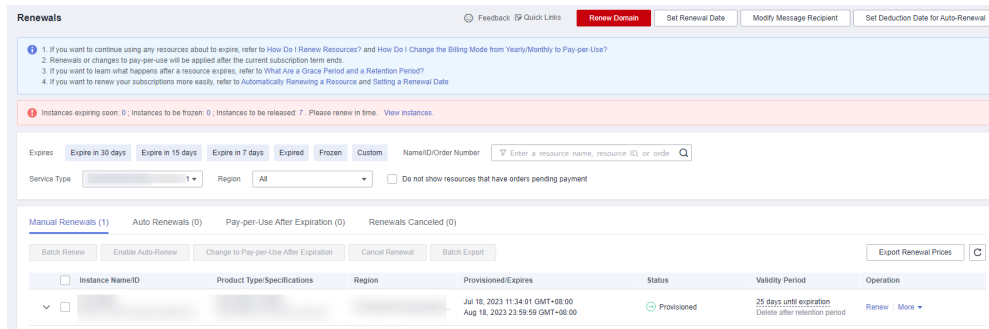 Renewals
Feedback Quick Links Renew Domain Set Renewal Date Modify Message Recipient Set Deduction Date for Auto-Renewal
1. If you want to continue using any resources about to expire, refer to How Do I Renew Resources? and How Do I Change the Billing Mode from Yearly/Monthly to Pay-per-Use?
2. Renewals or changes to pay-per-use will be applied after the current subscription term ends.
3. If you want to learn what happens after a resource expires, refer to What Are a Grace Period and a Retention Period?
4. If you want to renew your subscriptions more easily, refer to Automatically Renewing a Resource and Setting a Renewal Date
Instances expiring soon: 0 ; Instances to be frozen: 0 ; Instances to be released: 7 . Please renew in time. View instances.
Expires Expire in 30 days Expire in 15 days Expire in 7 days Expired Frozen Custom Name/ID/Order Number Enter a resource name, resource ID, or orde
Service Type 1 Region All Do not show resources that have orders pending payment
Manual Renewals (1) Auto Renewals (0) Pay-per-Use After Expiration (0) Renewals Canceled (0)
Batch Renew Enable Auto-Renew Change to Pay-per-Use After Expiration Cancel Renewal Batch Export Export Renewal Prices
Instance Name/ID Product Type/Specifications Region Provisioned/Expires Status Validity Period Operation
Jul 18, 2023 11:34:01 GMT+08:00 25 days until expiration
Provisioned Renew More
Aug 18, 2023 23:59:59 GMT+08:00 Delete after retention period